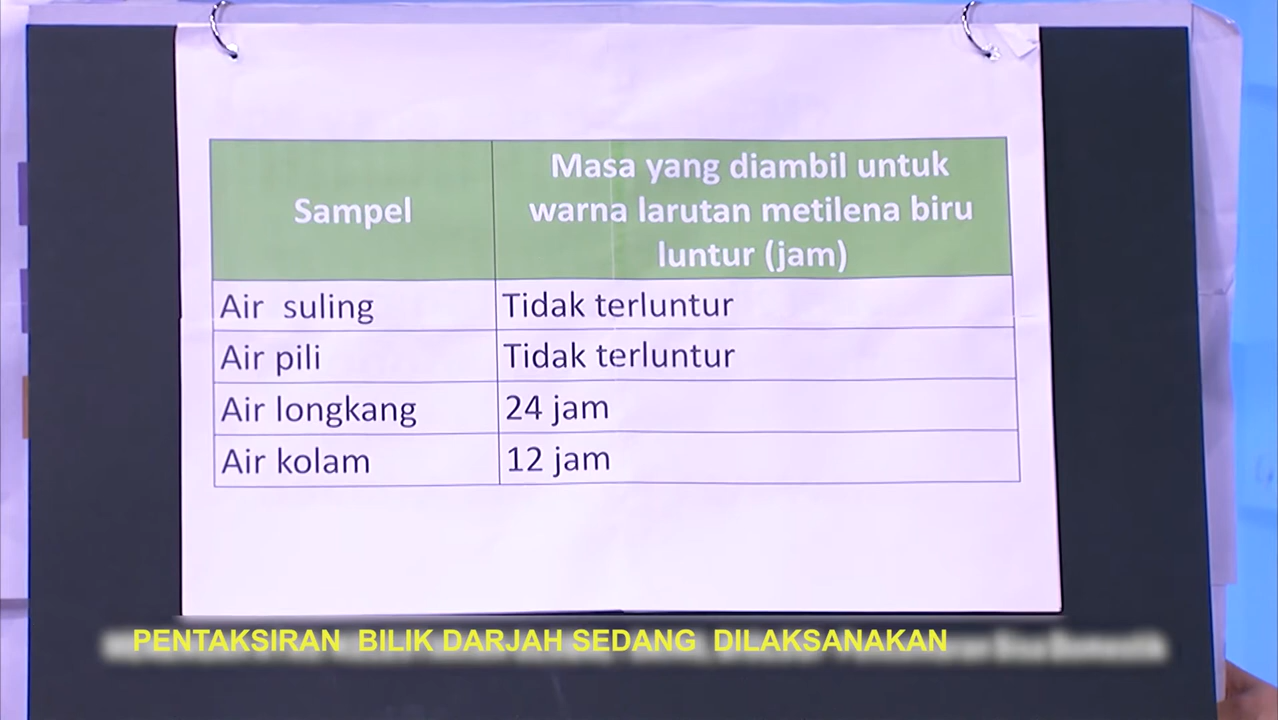 Sampel
Masa yang diambil untuk
warna larutan metilena biru
luntur (jam)
Air suling
Tidak terluntur
Air pili
Tidak terluntur
Air longkang
24 jam
Air kolam
12 jam
PENTAKSIRAN BILIK DARJAH SEDANG DILAKSANAKAN